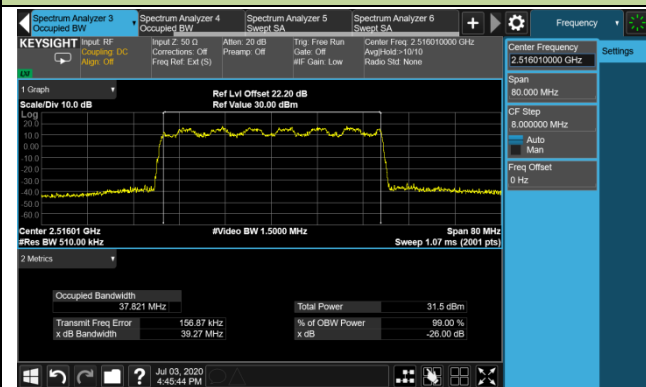 Spectrum Analyzer 3
Occupied BW
Spectrum Analyzer 4
Occupied BW
Spectrum Analyzer 5
Swept SA
Spectrum Analyzer 6
Swept SA
Frequency
KEYSIGHT
Input: RF
Coupling: DC
Align: Off
Input Z: 50 Ω
Corrections: Off
Freq Ref: Ext (S)
Atten: 20 dB
Preamp: Off
Trig: Free Run
Gate: Off
#IF Gain: Low
Center Freq: 2.516010000 GHz
Avg|Hold:>10/10
Radio Std: None
Center Frequency
2.516010000 GHz
Settings
Span
80.000 MHz
CF Step
8.000000 MHz
Auto
Man
Freq Offset
0 Hz
1 Graph
Scale/Div 10.0 dB
Ref Lvl Offset 22.20 dB
Ref Value 30.00 dBm
Log
20.0
10.0
0.00
-10.0
-20.0
-30.0
-40.0
-50.0
-60.0
Center 2.51601 GHz
#Res BW 510.00 kHz
#Video BW 1.5000 MHz
Span 80 MHz
Sweep 1.07 ms (2001 pts)
2 Metrics
Occupied Bandwidth
37.821 MHz
Total Power
31.5 dBm
Transmit Freq Error
156.87 kHz
% of OBW Power
99.00 %
x dB Bandwidth
39.27 MHz
x dB
-26.00 dB
?
Jul 03, 2020
4:45:44 PM